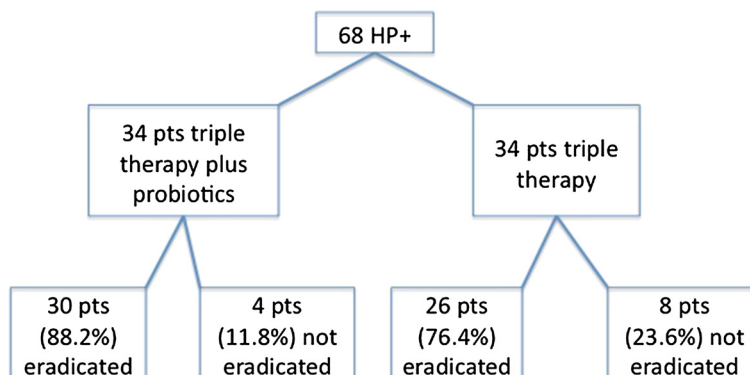 68 HP+
34 pts triple
therapy plus
probiotics
34 pts triple
therapy
30 pts
(88.2%)
eradicated
4 pts
(11.8%) not
eradicated
26 pts
(76.4%)
eradicated
8 pts
(23.6%) not
eradicated